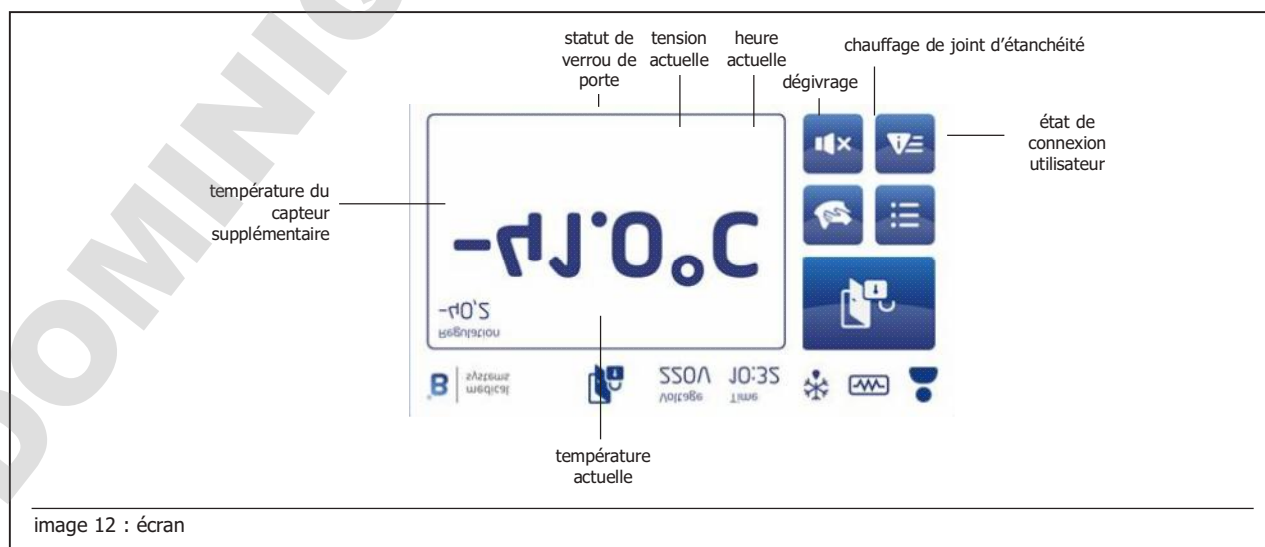 statut de
verrou de
porte
tension
actuelle
heure
actuelle
chauffage de joint d'étanchéité
dégivrage
état de
connexion
utilisateur
température du
capteur
supplémentaire
-41.0°C
-40,2
Regulation
B medical
systems
220V
Voltage
10:32
Time
température
actuelle
image 12 : écran
DOMINIQ